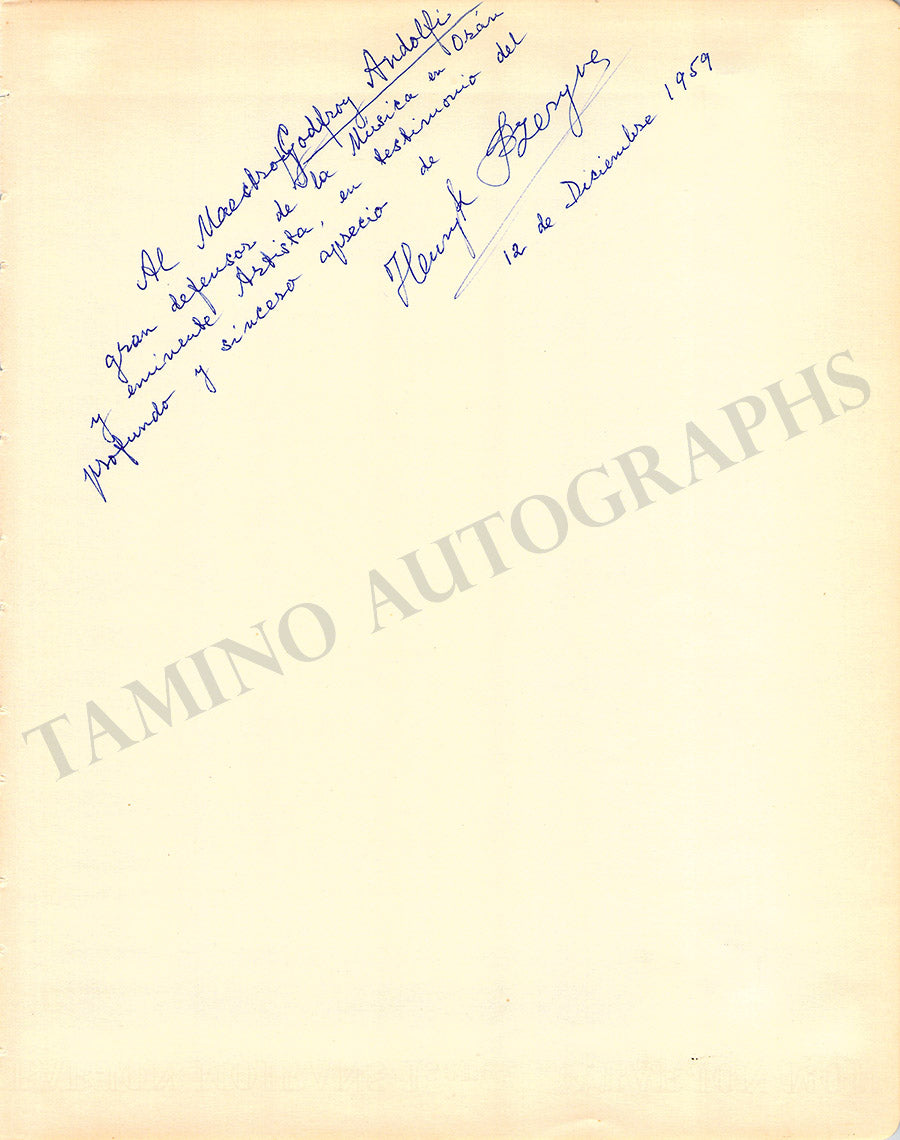 Al Maestro Godfroy Andolfi
gran defensor de la Música en Orán
y eminente Artista, en testimonio del
profundo y sincero aprecio de
Henryk Szeryng
12 de Diciembre 1959
TAMINO AUTOGRAPHS